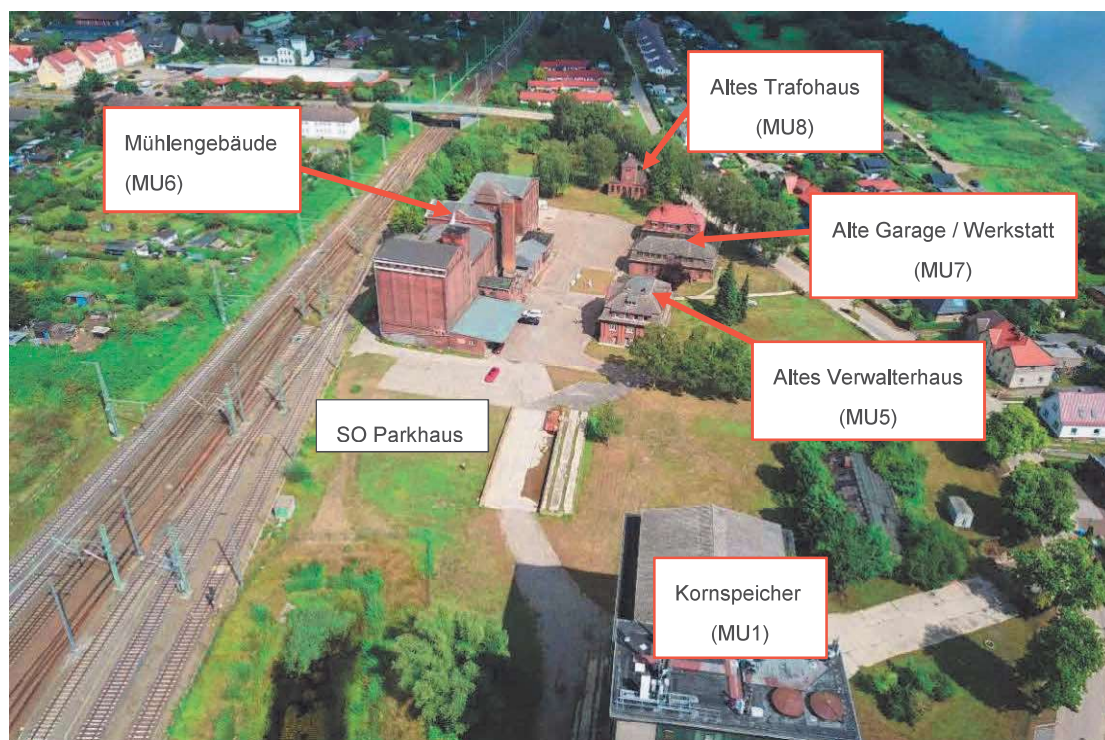 Altes Trafohaus
(MU8)
Mühlengebäude
(MU6)
Alte Garage / Werkstatt
(MU7)
Altes Verwalterhaus
(MU5)
SO Parkhaus
Kornspeicher
(MU1)